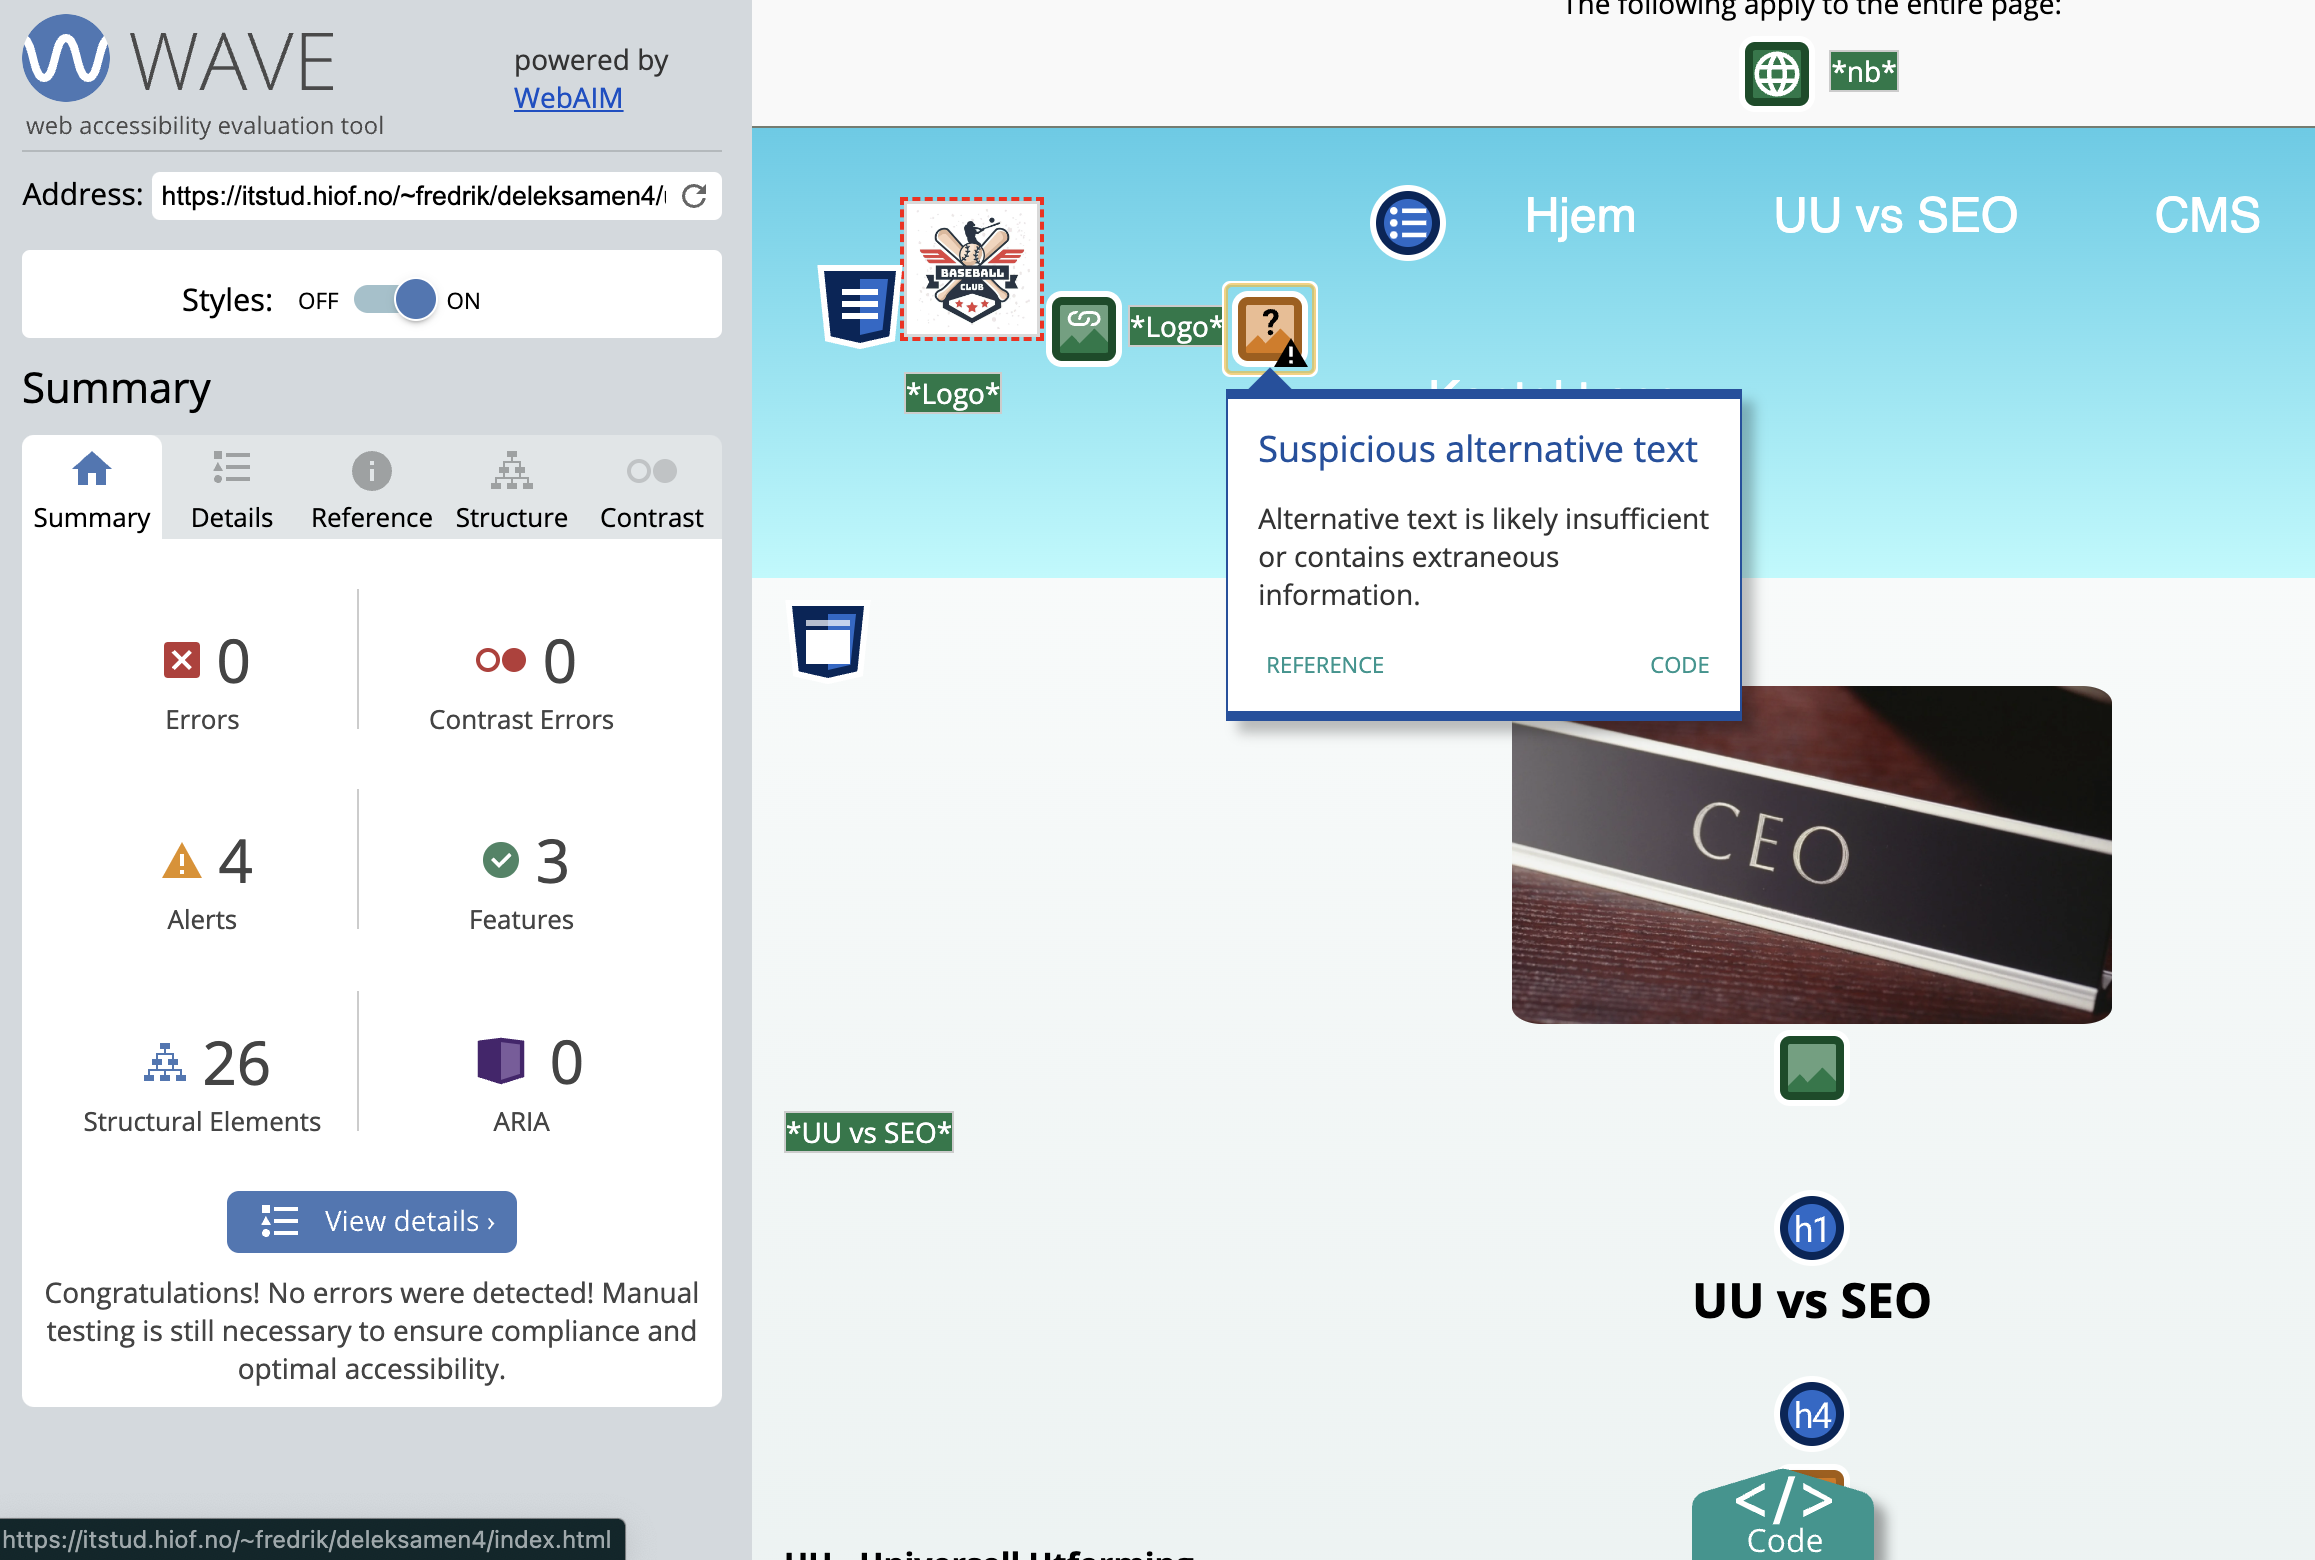 WAVE
powered by
WebAIM
web accessibility evaluation tool
Address: https://itstud.hiof.no/~fredrik/deleksamen4/
Styles: OFF ON
Summary
Summary Details Reference Structure Contrast
0
Errors
0
Contrast Errors
4
Alerts
3
Features
26
Structural Elements
0
ARIA
View details ›
Congratulations! No errors were detected! Manual
testing is still necessary to ensure compliance and
optimal accessibility.
https://itstud.hiof.no/~fredrik/deleksamen4/index.html
The following apply to the entire page:
*nb*
Hjem UU vs SEO CMS
BASEBALL
CLUB
*Logo*
?
*Logo*
Suspicious alternative text
Alternative text is likely insufficient
or contains extraneous
information.
REFERENCE CODE
CEO
*UU vs SEO*
h1
UU vs SEO
h4
</>
Code
UU - Universell Utforming